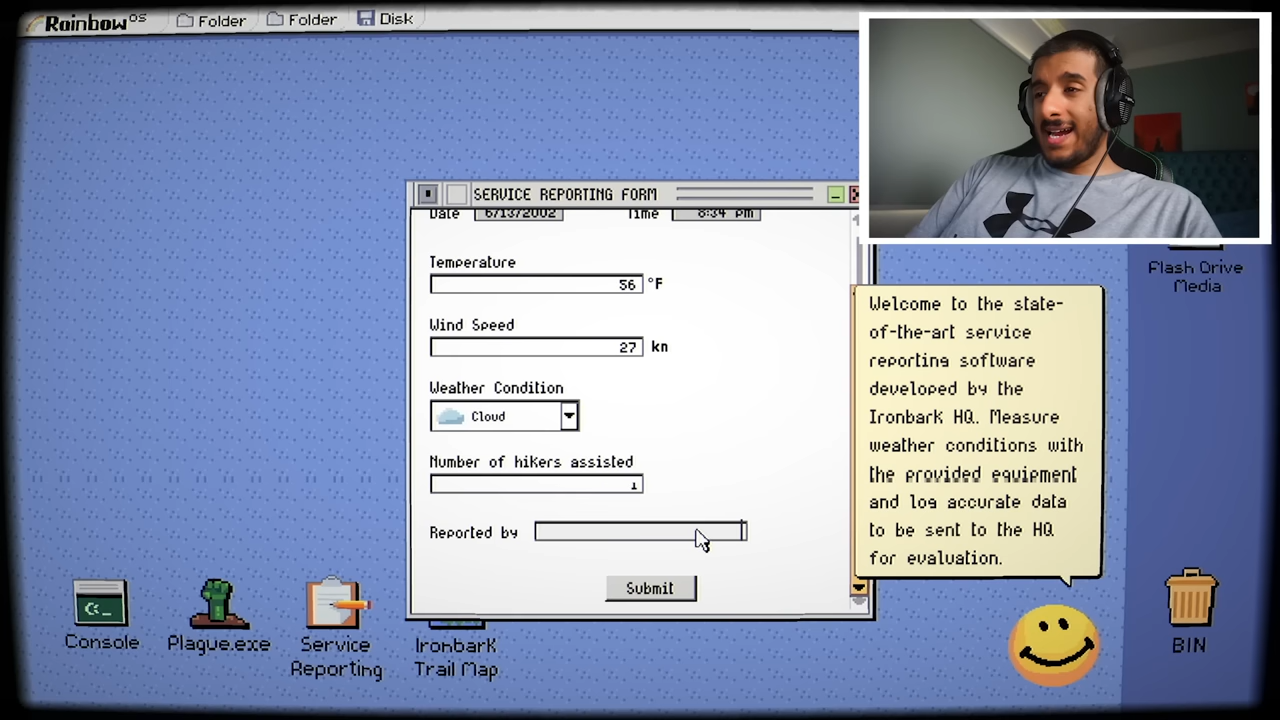 RainbowOS
Folder
Folder
Disk
SERVICE REPORTING FORM
Date 6/13/2002 Time 8:34 pm
Temperature
56 °F
Wind Speed
27 kn
Weather Condition
Cloud
Number of hikers assisted
1
Reported by
Submit
Welcome to the state-
of-the-art service
reporting software
developed by the
Ironbark HQ. Measure
weather conditions with
the provided equipment
and log accurate data
to be sent to the HQ
for evaluation.
Flash Drive
Media
Console
Plague.exe
Service
Reporting
Ironbark
Trail Map
BIN